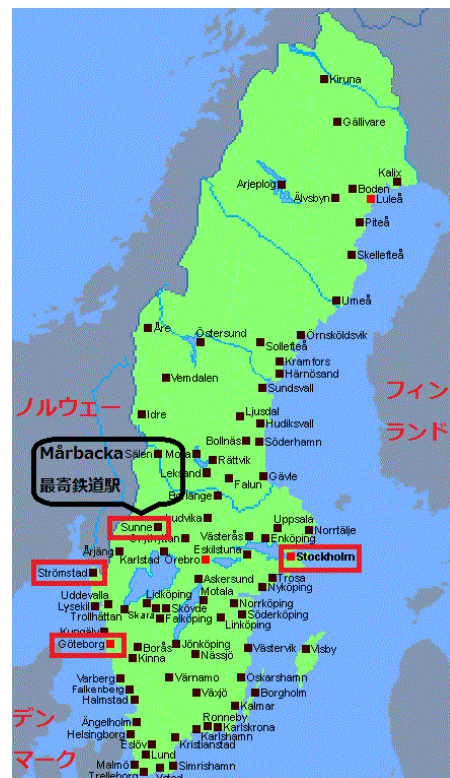 Kiruna
Gällivare
Kalix
Arjeplog
Boden
Älvsbyn
Luleå
Piteå
Skellefteå
Umeå
Åre
Östersund
Örnsköldsvik
Sollefteå
Kramfors
Härnösand
Vemdalen
Sundsvall
ノルウェー
フィン
ランド
Idre
Ljusdal
Hudiksvall
Bollnäs
Söderhamn
Mårbacka
最寄鉄道駅
Sälen
Mora
Rättvik
Leksand
Falun
Gävle
Borlänge
Ludvika
Uppsala
Norrtälje
Sunne
Västerås
Enköping
Årjäng
Karlstad
Örebro
Eskilstuna
Stockholm
Strömstad
Askersund
Trosa
Nyköping
Uddevalla
Lidköping
Motala
Lysekil
Skövde
Norrköping
Trollhättan
Skara
Falköping
Söderköping
Linköping
Kungälv
Göteborg
Borås
Jönköping
Västervik
Visby
Kinna
Nässjö
Varberg
Värnamo
Oskarshamn
Falkenberg
Växjö
Borgholm
Halmstad
Kalmar
デン
マーク
Ängelholm
Ronneby
Helsingborg
Karlskrona
Karlshamn
Eslöv
Kristianstad
Lund
Malmö
Simrishamn
Trelleborg